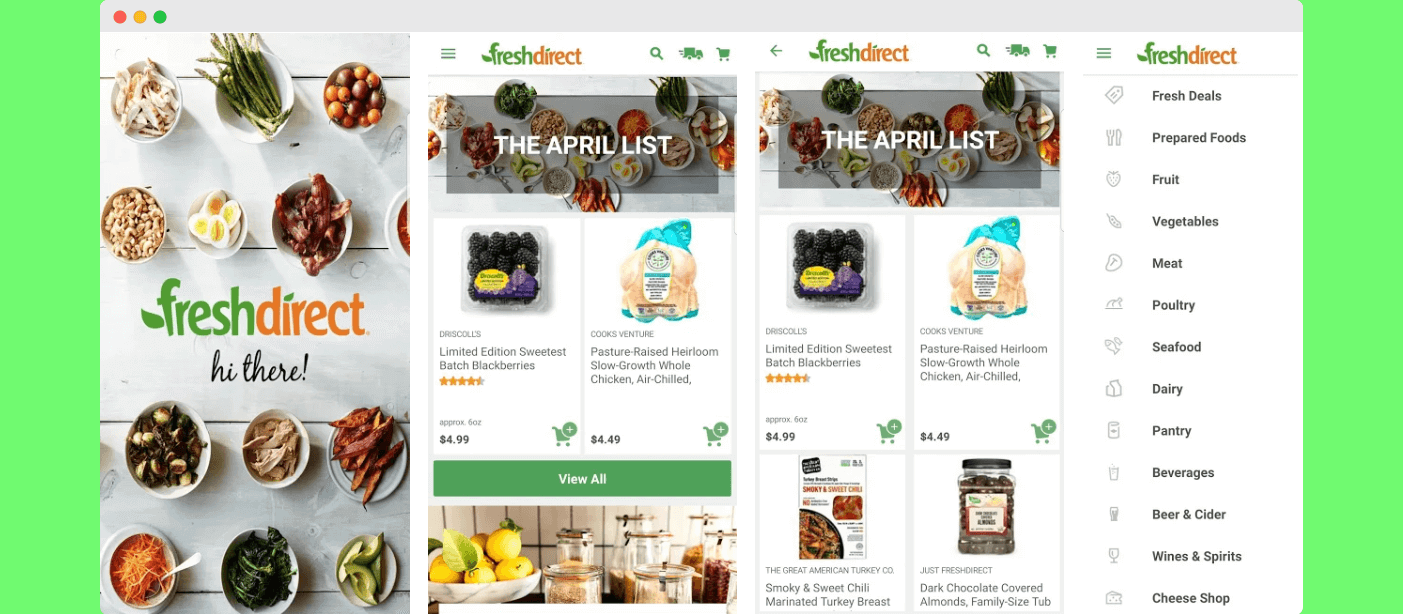 freshdirect
hi there!
freshdirect
THE APRIL LIST
DRISCOLL'S
Limited Edition Sweetest
Batch Blackberries
approx. 6oz
$4.99
COOKS VENTURE
Pasture-Raised Heirloom
Slow-Growth Whole
Chicken, Air-Chilled,
$4.49
View All
freshdirect
THE APRIL LIST
DRISCOLL'S
Limited Edition Sweetest
Batch Blackberries
approx. 6oz
$4.99
COOKS VENTURE
Pasture-Raised Heirloom
Slow-Growth Whole
Chicken, Air-Chilled,
$4.49
Turkey Breast Strips
SMOKY & SWEET CHILI
THE GREAT AMERICAN TURKEY CO.
Smoky & Sweet Chili
Marinated Turkey Breast
ALMONDS
JUST FRESHDIRECT
Dark Chocolate Covered
Almonds, Family-Size Tub
freshdirect
Fresh Deals
Prepared Foods
Fruit
Vegetables
Meat
Poultry
Seafood
Dairy
Pantry
Beverages
Beer & Cider
Wines & Spirits
Cheese Shop